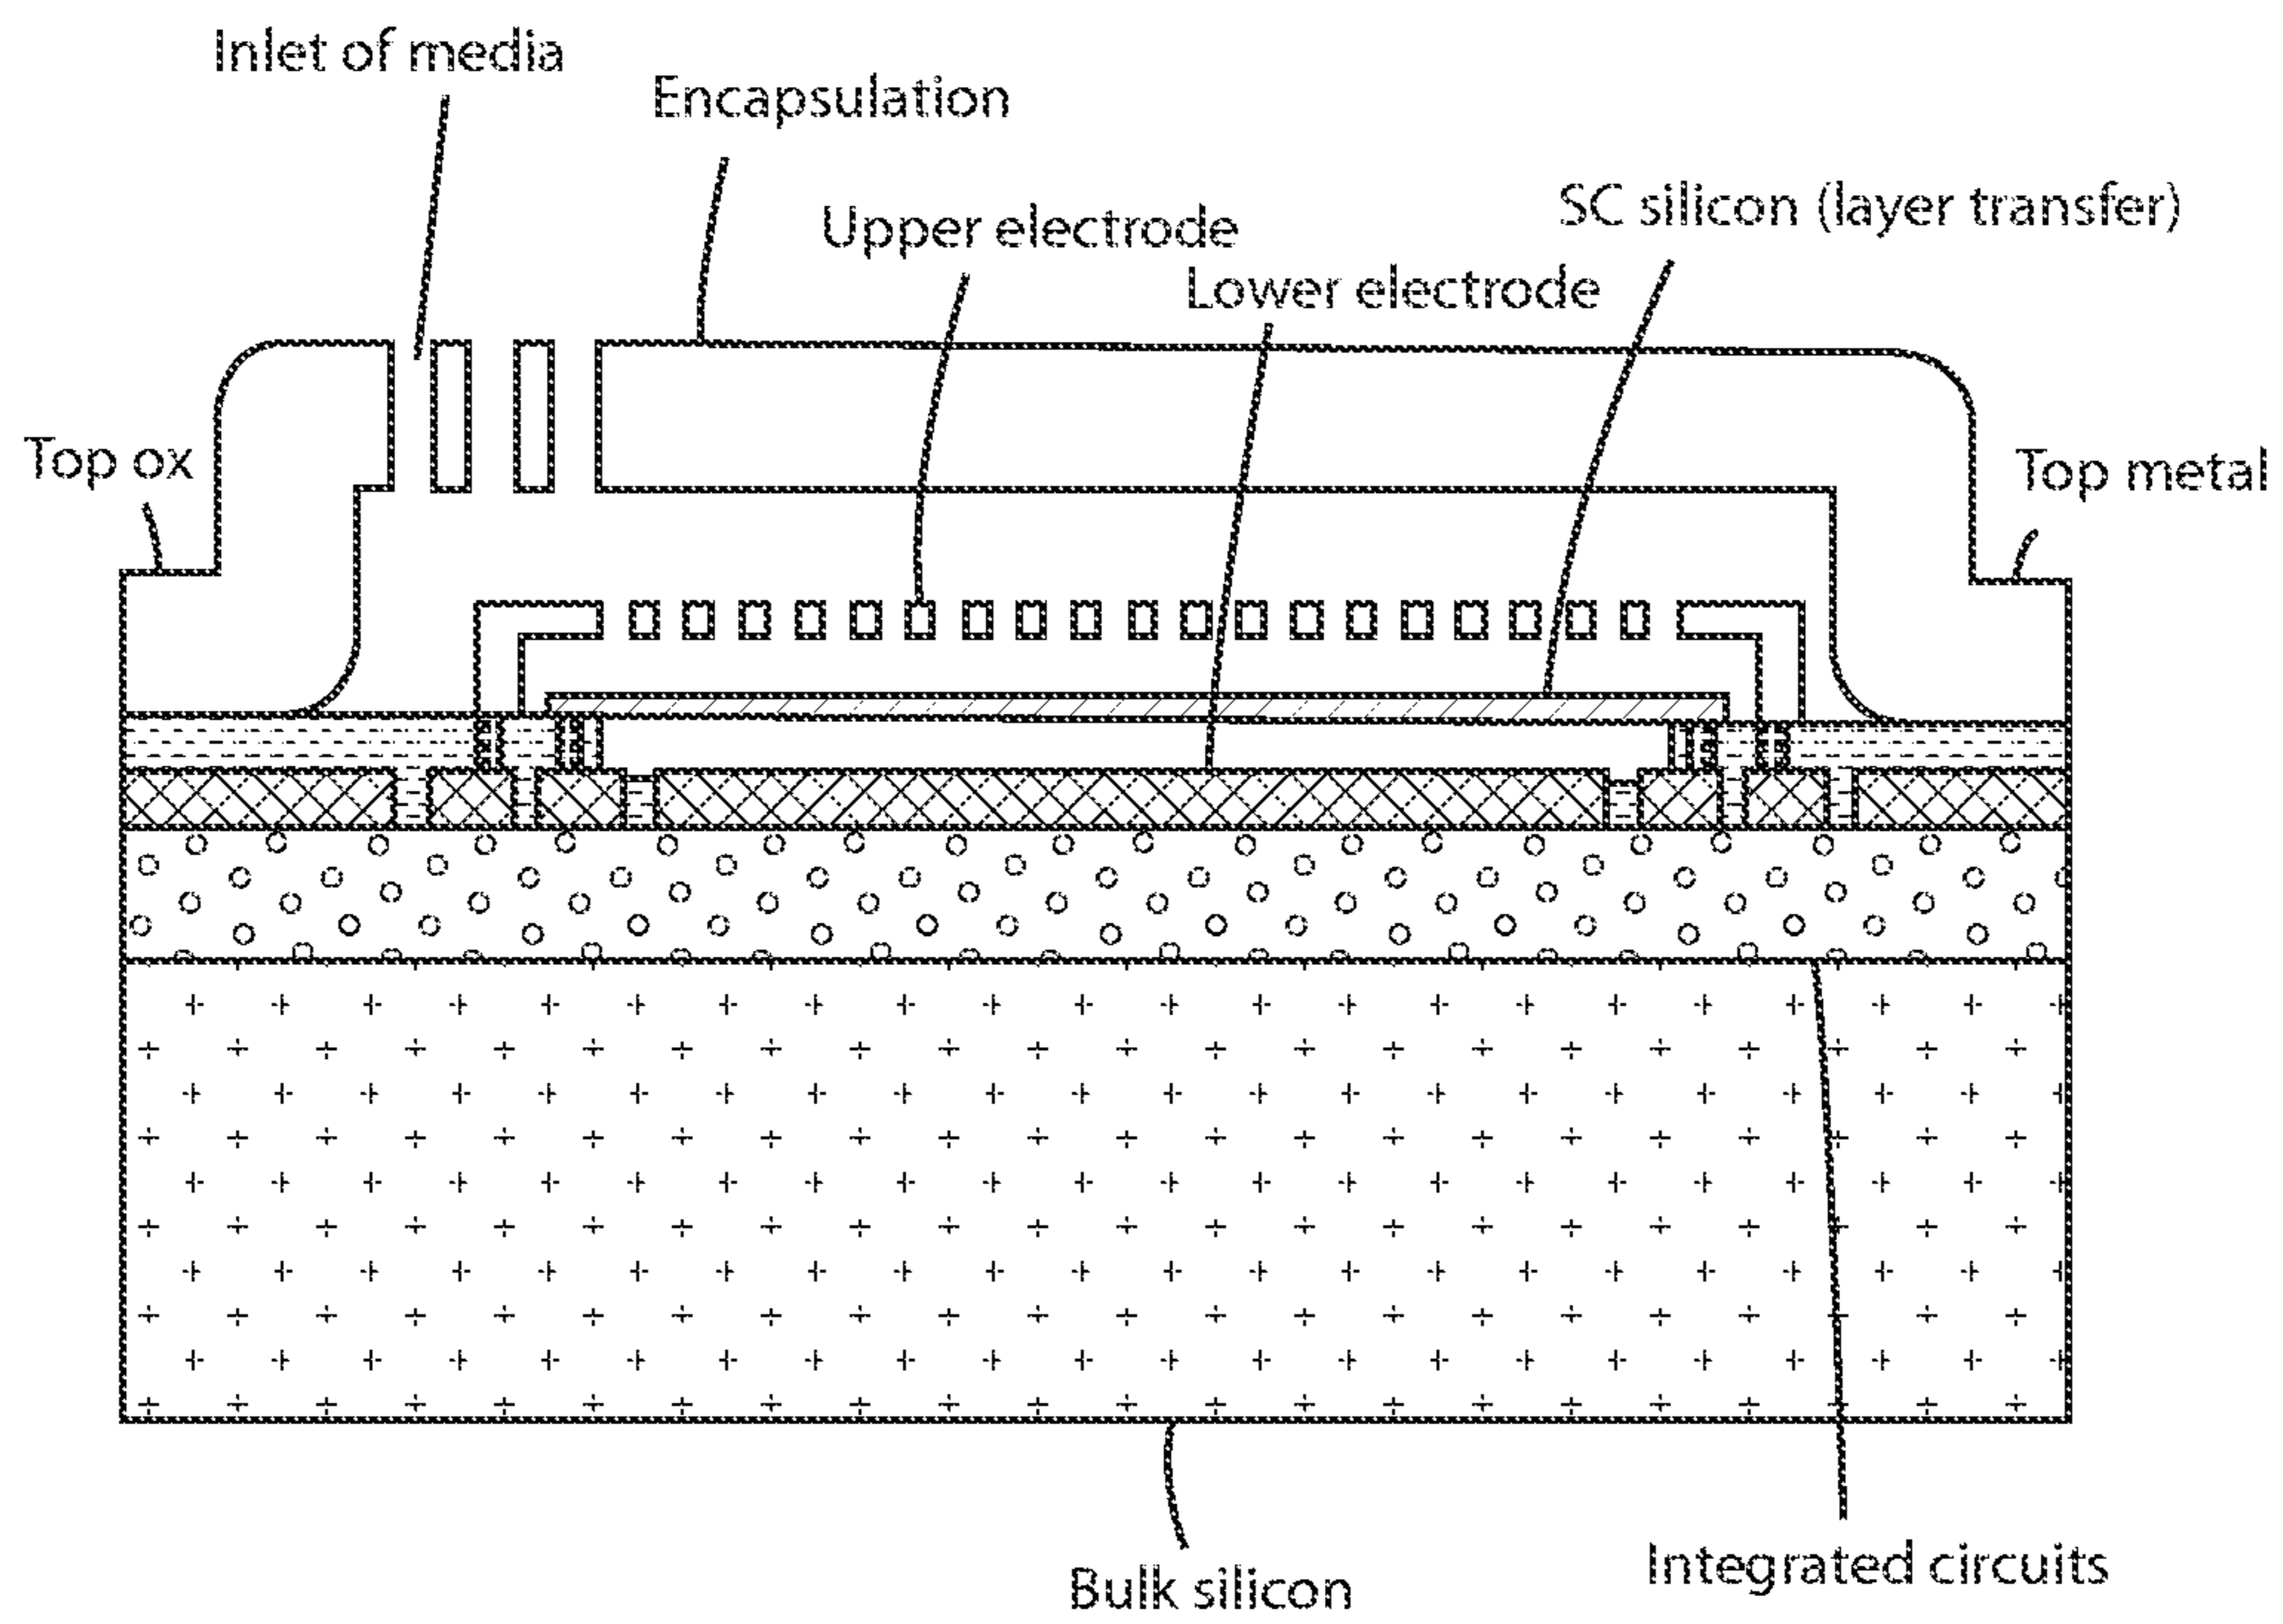 Inlet of media
Encapsulation
SC silicon (layer transfer)
Upper electrode
Lower electrode
Top ox
Top metal
Integrated circuits
Bulk silicon